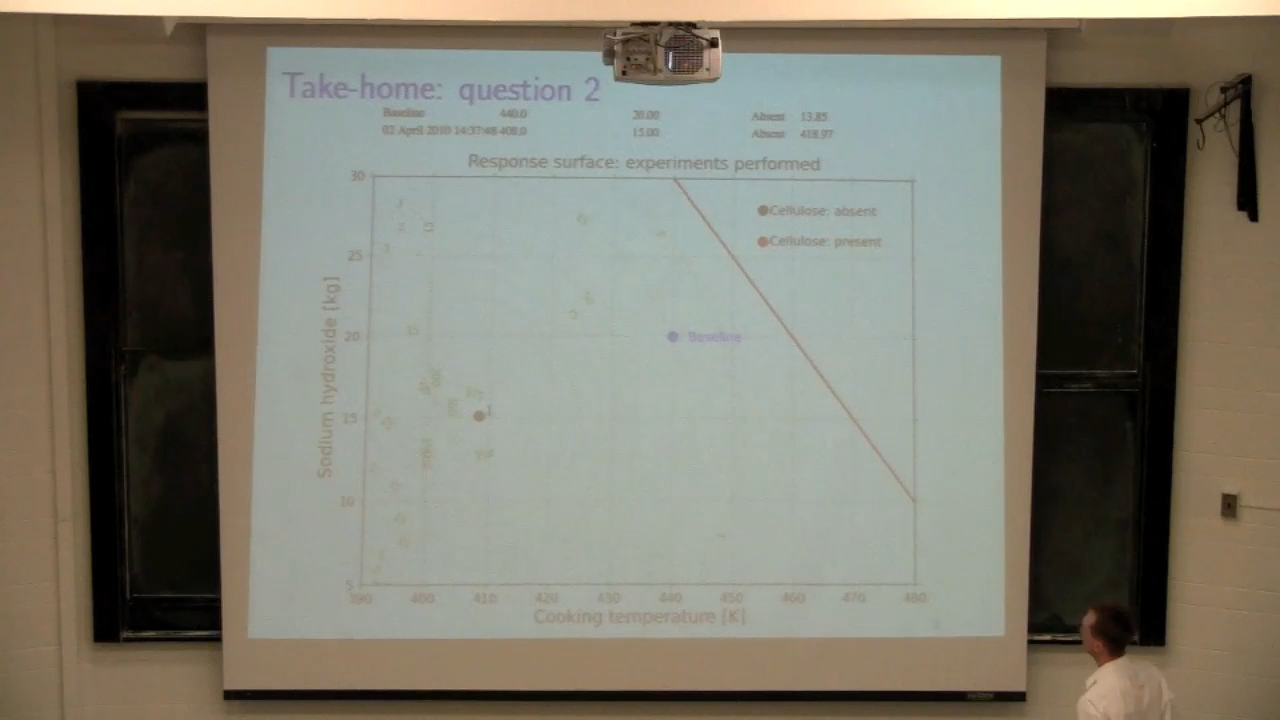 Take-home: question 2
Baseline 440.0 20.00 Absent 13.85
02 April 2010 14:37:48 408.0 15.00 Absent 418.97
Response surface: experiments performed
Cellulose: absent
Cellulose: present
Baseline
1
Sodium hydroxide [kg]
30
25
20
15
10
5
390 400 410 420 430 440 450 460 470 480
Cooking temperature [K]